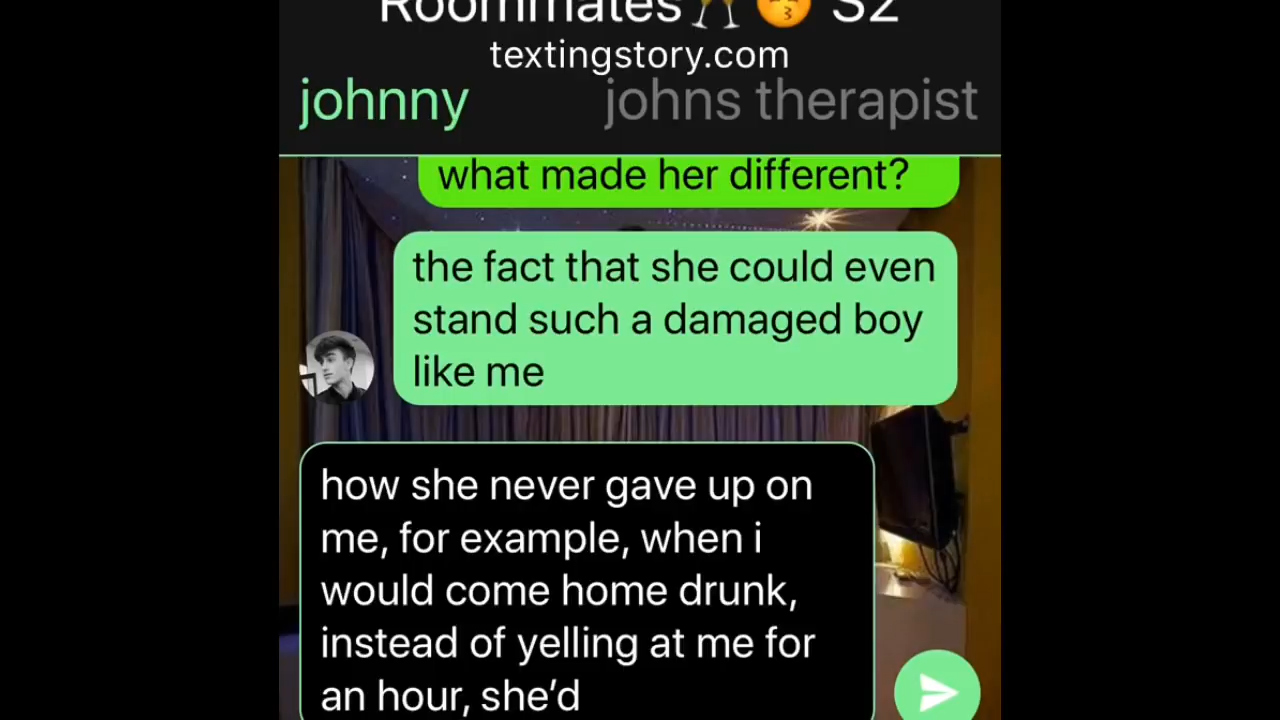 Roommates🥂😚 S2
textingstory.com
johnny johns therapist
what made her different?
the fact that she could even
stand such a damaged boy
like me
how she never gave up on
me, for example, when i
would come home drunk,
instead of yelling at me for
an hour, she’d